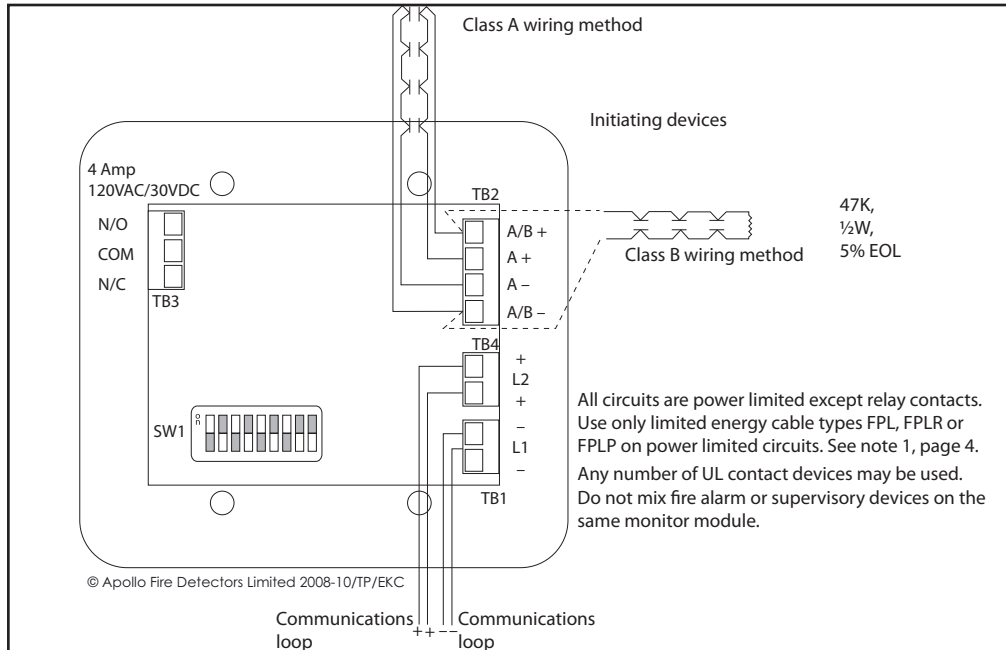 Class A wiring method
Initiating devices
4 Amp
120VAC/30VDC
N/O
COM
N/C
TB3
TB2
A/B +
A +
A –
A/B –
47K,
½W,
5% EOL
Class B wiring method
TB4
+
L2
+
–
L1
–
TB1
SW1
on
All circuits are power limited except relay contacts.
Use only limited energy cable types FPL, FPLR or
FPLP on power limited circuits. See note 1, page 4.
Any number of UL contact devices may be used.
Do not mix fire alarm or supervisory devices on the
same monitor module.
© Apollo Fire Detectors Limited 2008-10/TP/EKC
Communications
loop
++––
Communications
loop